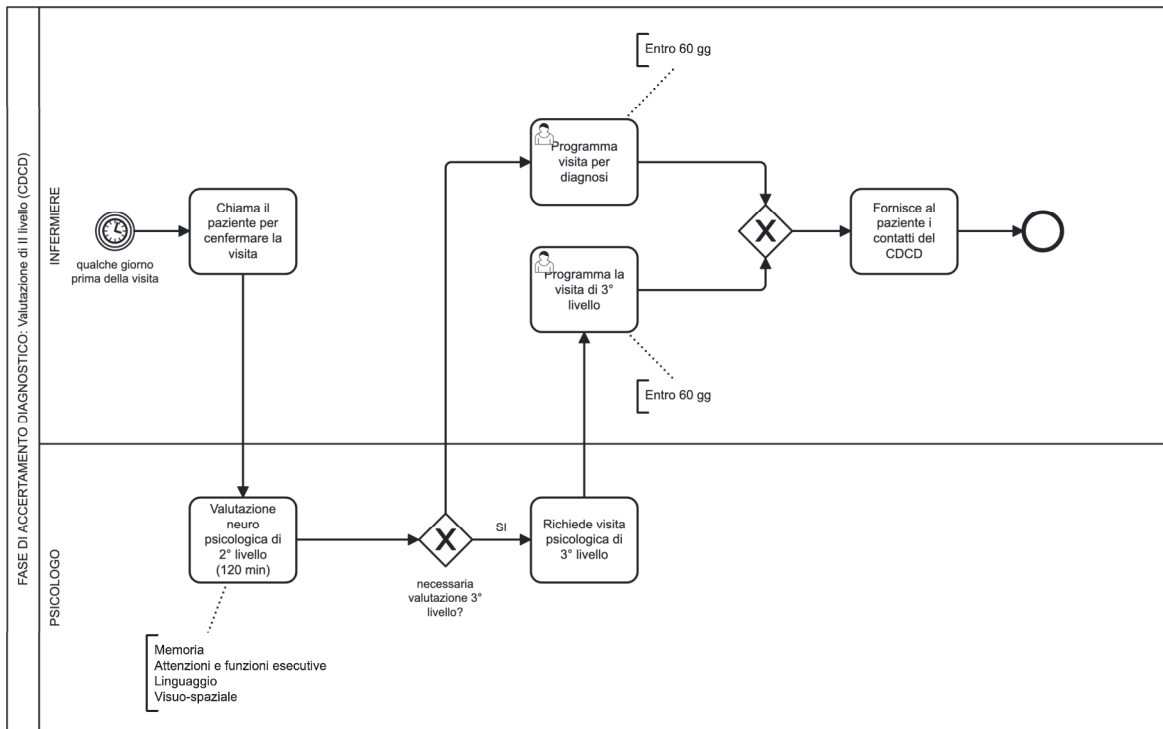 FASE DI ACCERTAMENTO DIAGNOSTICO: Valutazione di II livello (CDCD)
INFERMIERE
qualche giorno
prima della visita
Chiama il
paziente per
cenfermare la
visita
Entro 60 gg
Programma
visita per
diagnosi
Programma la
visita di 3°
livello
Entro 60 gg
X
Fornisce al
paziente i
contatti del
CDCD
PSICOLOGO
Valutazione
neuro
psicologica di
2° livello
(120 min)
Memoria
Attenzioni e funzioni esecutive
Linguaggio
Visuo-spaziale
X
necessaria
valutazione 3°
livello?
SI
Richiede visita
psicologica di
3° livello